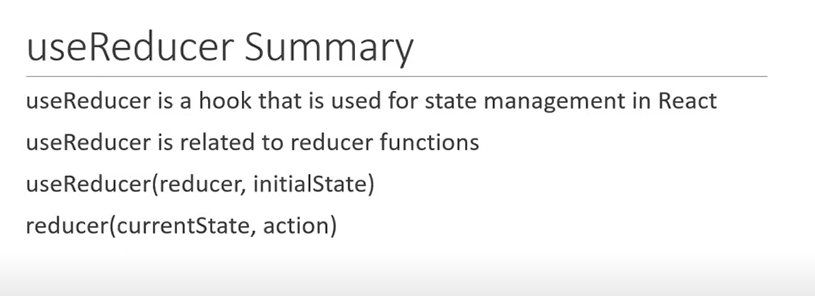 useReducer Summary
useReducer is a hook that is used for state management in React
useReducer is related to reducer functions
useReducer(reducer, initialState)
reducer(currentState, action)